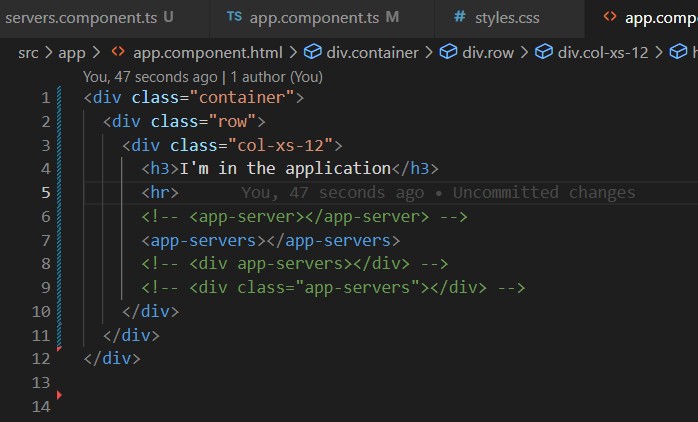 servers.component.ts U
TS app.component.ts M
# styles.css
<> app.comp
src > app > <> app.component.html > div.container > div.row > div.col-xs-12 > h
You, 47 seconds ago | 1 author (You)
1 <div class="container">
2 <div class="row">
3 <div class="col-xs-12">
4 <h3>I'm in the application</h3>
5 <hr> You, 47 seconds ago • Uncommitted changes
6 <!-- <app-server></app-server> -->
7 <app-servers></app-servers>
8 <!-- <div app-servers></div> -->
9 <!-- <div class="app-servers"></div> -->
10 </div>
11 </div>
12 </div>
13
14